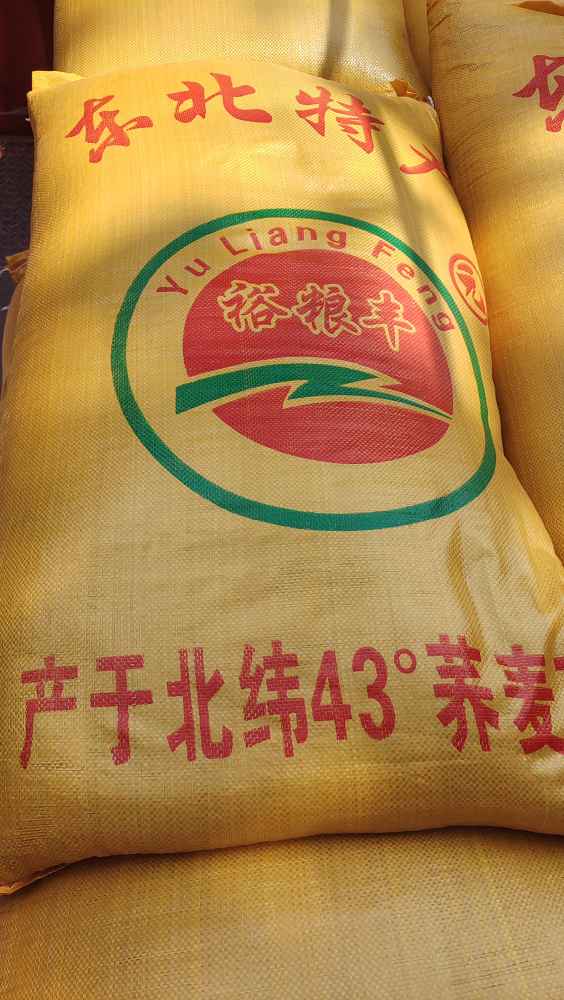 东北特
Yu Liang Feng
裕粮丰
产于北纬43°荞麦